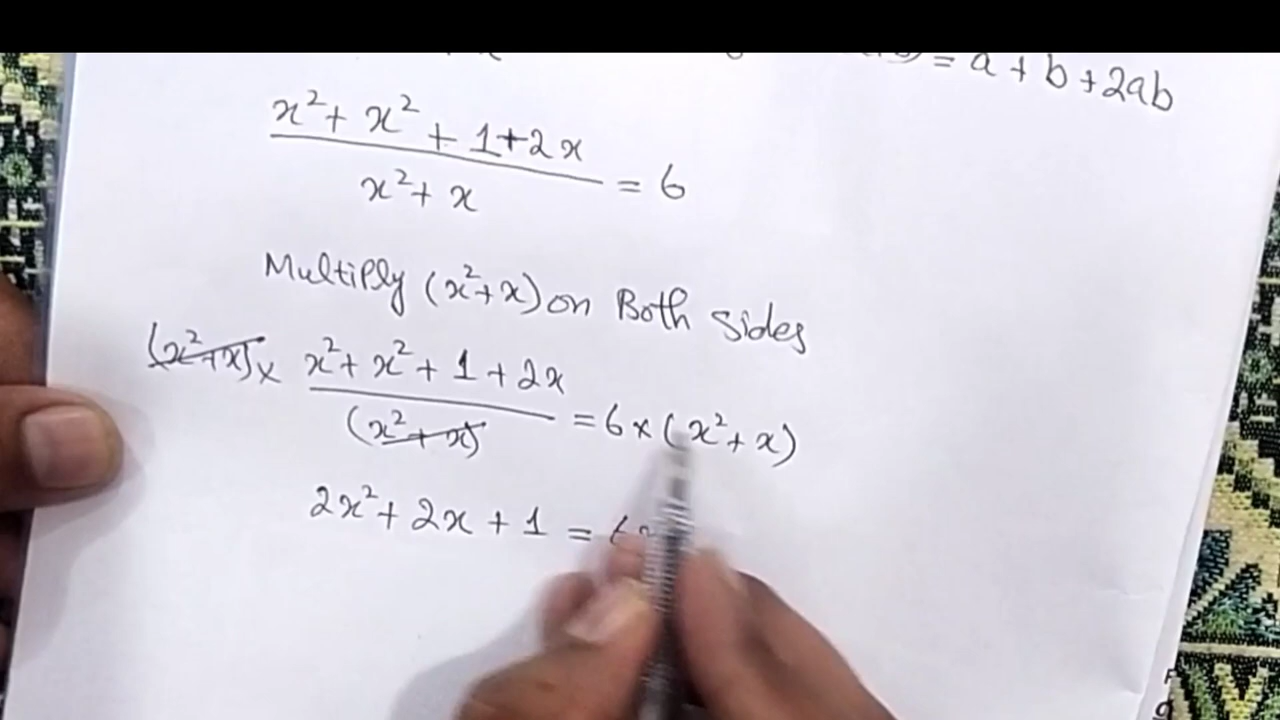 = a + b + 2ab
x² + x² + 1 + 2x
x² + x = 6
Multiply (x² + x) on Both sides
(x² + x) × x² + x² + 1 + 2x
(x² + x) = 6 × (x² + x)
2x² + 2x + 1 = 6